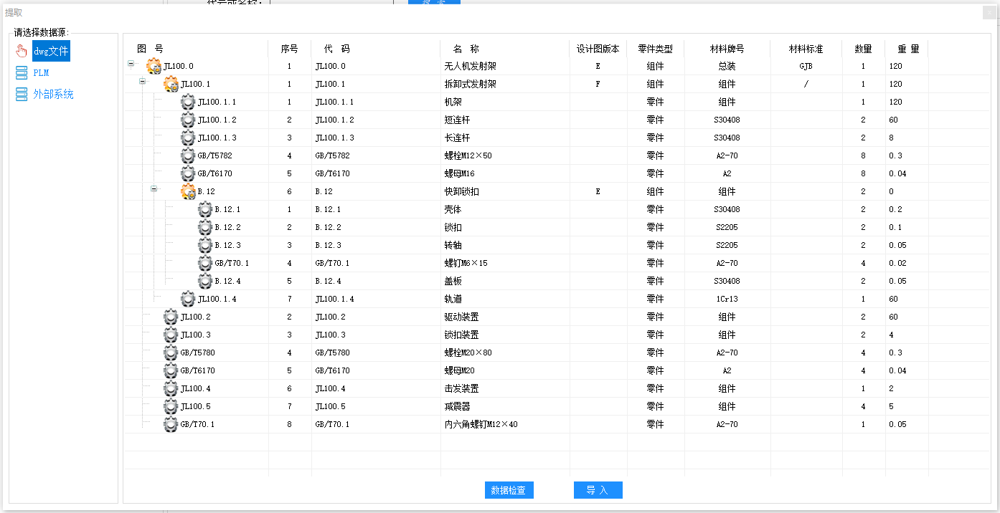 提取
请选择数据源:
dwg文件
PLM
外部系统
图 号 序号 代 码 名 称 设计图版本 零件类型 材料牌号 材料标准 数量 重 量
JL100.0 1 JL100.0 无人机发射架 E 组件 总装 GJB 1 120
JL100.1 1 JL100.1 拆卸式发射架 F 组件 组件 / 1 120
JL100.1.1 1 JL100.1.1 机架 零件 组件 1 120
JL100.1.2 2 JL100.1.2 短连杆 零件 S30408 2 60
JL100.1.3 3 JL100.1.3 长连杆 零件 S30408 2 8
GB/T5782 4 GB/T5782 螺栓M12×50 零件 A2-70 8 0.3
GB/T6170 5 GB/T6170 螺母M16 零件 A2 8 0.04
B.12 6 B.12 快卸锁扣 E 组件 组件 2 0
B.12.1 1 B.12.1 壳体 零件 S30408 2 0.2
B.12.2 2 B.12.2 锁扣 零件 S2205 2 0.1
B.12.3 3 B.12.3 转轴 零件 S2205 2 0.05
GB/T70.1 4 GB/T70.1 螺钉M6×15 零件 A2-70 4 0.02
B.12.4 5 B.12.4 盖板 零件 S30408 2 0.05
JL100.1.4 7 JL100.1.4 轨道 零件 1Cr13 1 60
JL100.2 2 JL100.2 驱动装置 零件 组件 2 60
JL100.3 3 JL100.3 锁扣装置 零件 组件 2 4
GB/T5780 4 GB/T5780 螺栓M20×80 零件 A2-70 4 0.3
GB/T6170 5 GB/T6170 螺母M20 零件 A2 4 0.04
JL100.4 6 JL100.4 击发装置 零件 组件 1 2
JL100.5 7 JL100.5 减震器 零件 组件 4 5
GB/T70.1 8 GB/T70.1 内六角螺钉M12×40 零件 A2-70 1 0.05
数据检查 导 入